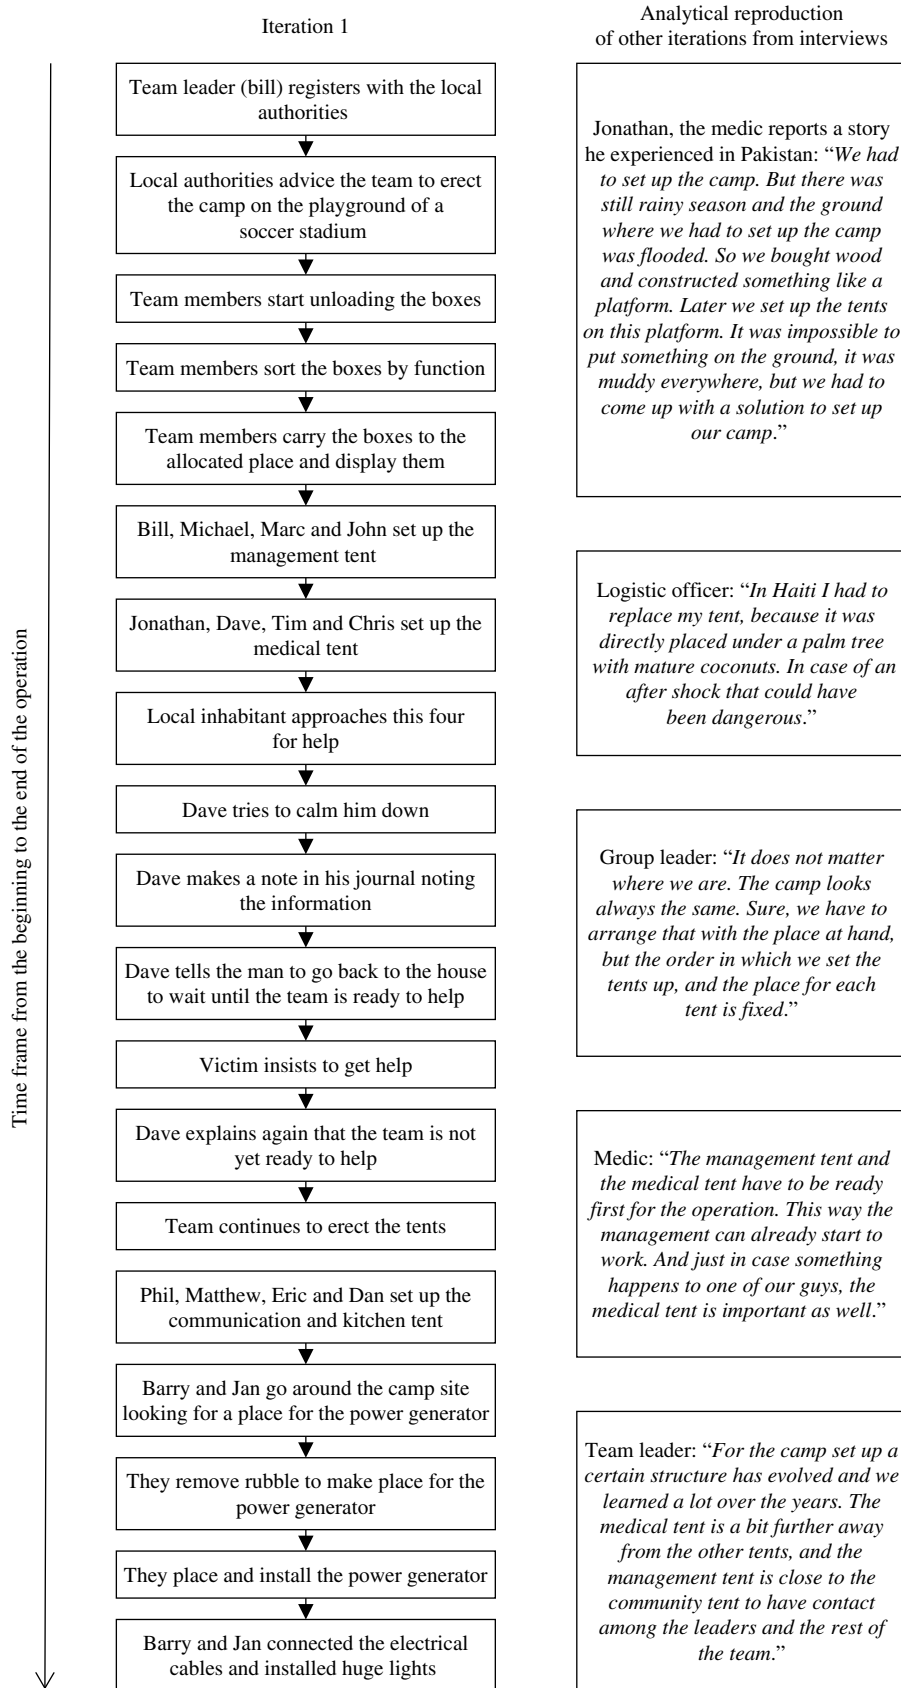 Iteration 1
Team leader (bill) registers with the local
authorities
Local authorities advice the team to erect
the camp on the playground of a
soccer stadium
Team members start unloading the boxes
Team members sort the boxes by function
Team members carry the boxes to the
allocated place and display them
Bill, Michael, Marc and John set up the
management tent
Jonathan, Dave, Tim and Chris set up the
medical tent
Local inhabitant approaches this four
for help
Dave tries to calm him down
Dave makes a note in his journal noting
the information
Dave tells the man to go back to the house
to wait until the team is ready to help
Victim insists to get help
Dave explains again that the team is not
yet ready to help
Team continues to erect the tents
Phil, Matthew, Eric and Dan set up the
communication and kitchen tent
Barry and Jan go around the camp site
looking for a place for the power generator
They remove rubble to make place for the
power generator
They place and install the power generator
Barry and Jan connected the electrical
cables and installed huge lights
Time frame from the beginning to the end of the operation
Analytical reproduction
of other iterations from interviews
Jonathan, the medic reports a story
he experienced in Pakistan: “We had
to set up the camp. But there was
still rainy season and the ground
where we had to set up the camp
was flooded. So we bought wood
and constructed something like a
platform. Later we set up the tents
on this platform. It was impossible to
put something on the ground, it was
muddy everywhere, but we had to
come up with a solution to set up
our camp.”
Logistic officer: “In Haiti I had to
replace my tent, because it was
directly placed under a palm tree
with mature coconuts. In case of an
after shock that could have
been dangerous.”
Group leader: “It does not matter
where we are. The camp looks
always the same. Sure, we have to
arrange that with the place at hand,
but the order in which we set the
tents up, and the place for each
tent is fixed.”
Medic: “The management tent and
the medical tent have to be ready
first for the operation. This way the
management can already start to
work. And just in case something
happens to one of our guys, the
medical tent is important as well.”
Team leader: “For the camp set up a
certain structure has evolved and we
learned a lot over the years. The
medical tent is a bit further away
from the other tents, and the
management tent is close to the
community tent to have contact
among the leaders and the rest of
the team.”